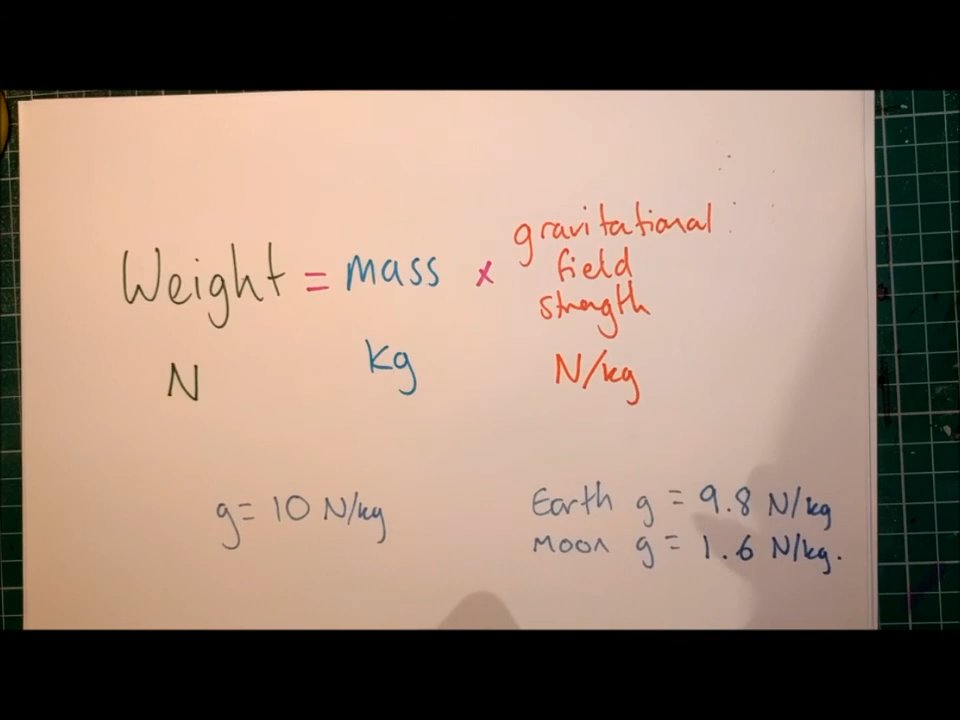 Weight = mass × gravitational
field
strength
N kg N/kg
g = 10 N/kg
Earth g = 9.8 N/kg
Moon g = 1.6 N/kg.